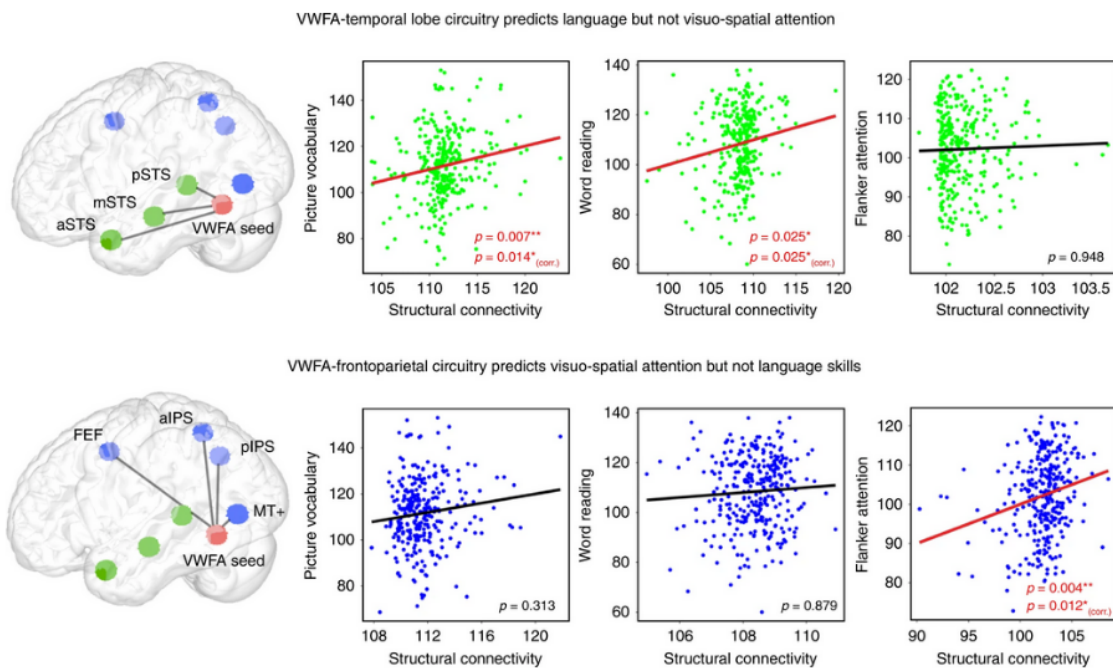 VWFA-temporal lobe circuitry predicts language but not visuo-spatial attention
pSTS
mSTS
aSTS
VWFA seed
Picture vocabulary
140
120
100
80
p = 0.007**
p = 0.014*(corr.)
105 110 115 120
Structural connectivity
Word reading
140
120
100
80
60
p = 0.025*
p = 0.025*(corr.)
100 105 110 115 120
Structural connectivity
Flanker attention
120
110
100
90
80
p = 0.948
102 102.5 103 103.5
Structural connectivity
VWFA-frontoparietal circuitry predicts visuo-spatial attention but not language skills
FEF
aIPS
pIPS
MT+
VWFA seed
Picture vocabulary
140
120
100
80
p = 0.313
108 112 116 120
Structural connectivity
Word reading
140
120
100
80
60
p = 0.879
106 108 110
Structural connectivity
Flanker attention
120
110
100
90
80
p = 0.004**
p = 0.012*(corr.)
90 95 100 105
Structural connectivity